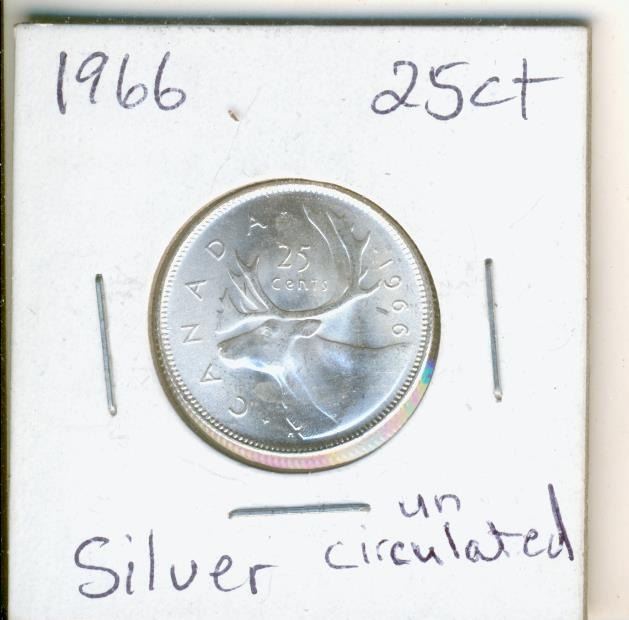 1966 25ct
CANADA
25
cents
1966
un
Silver circulated